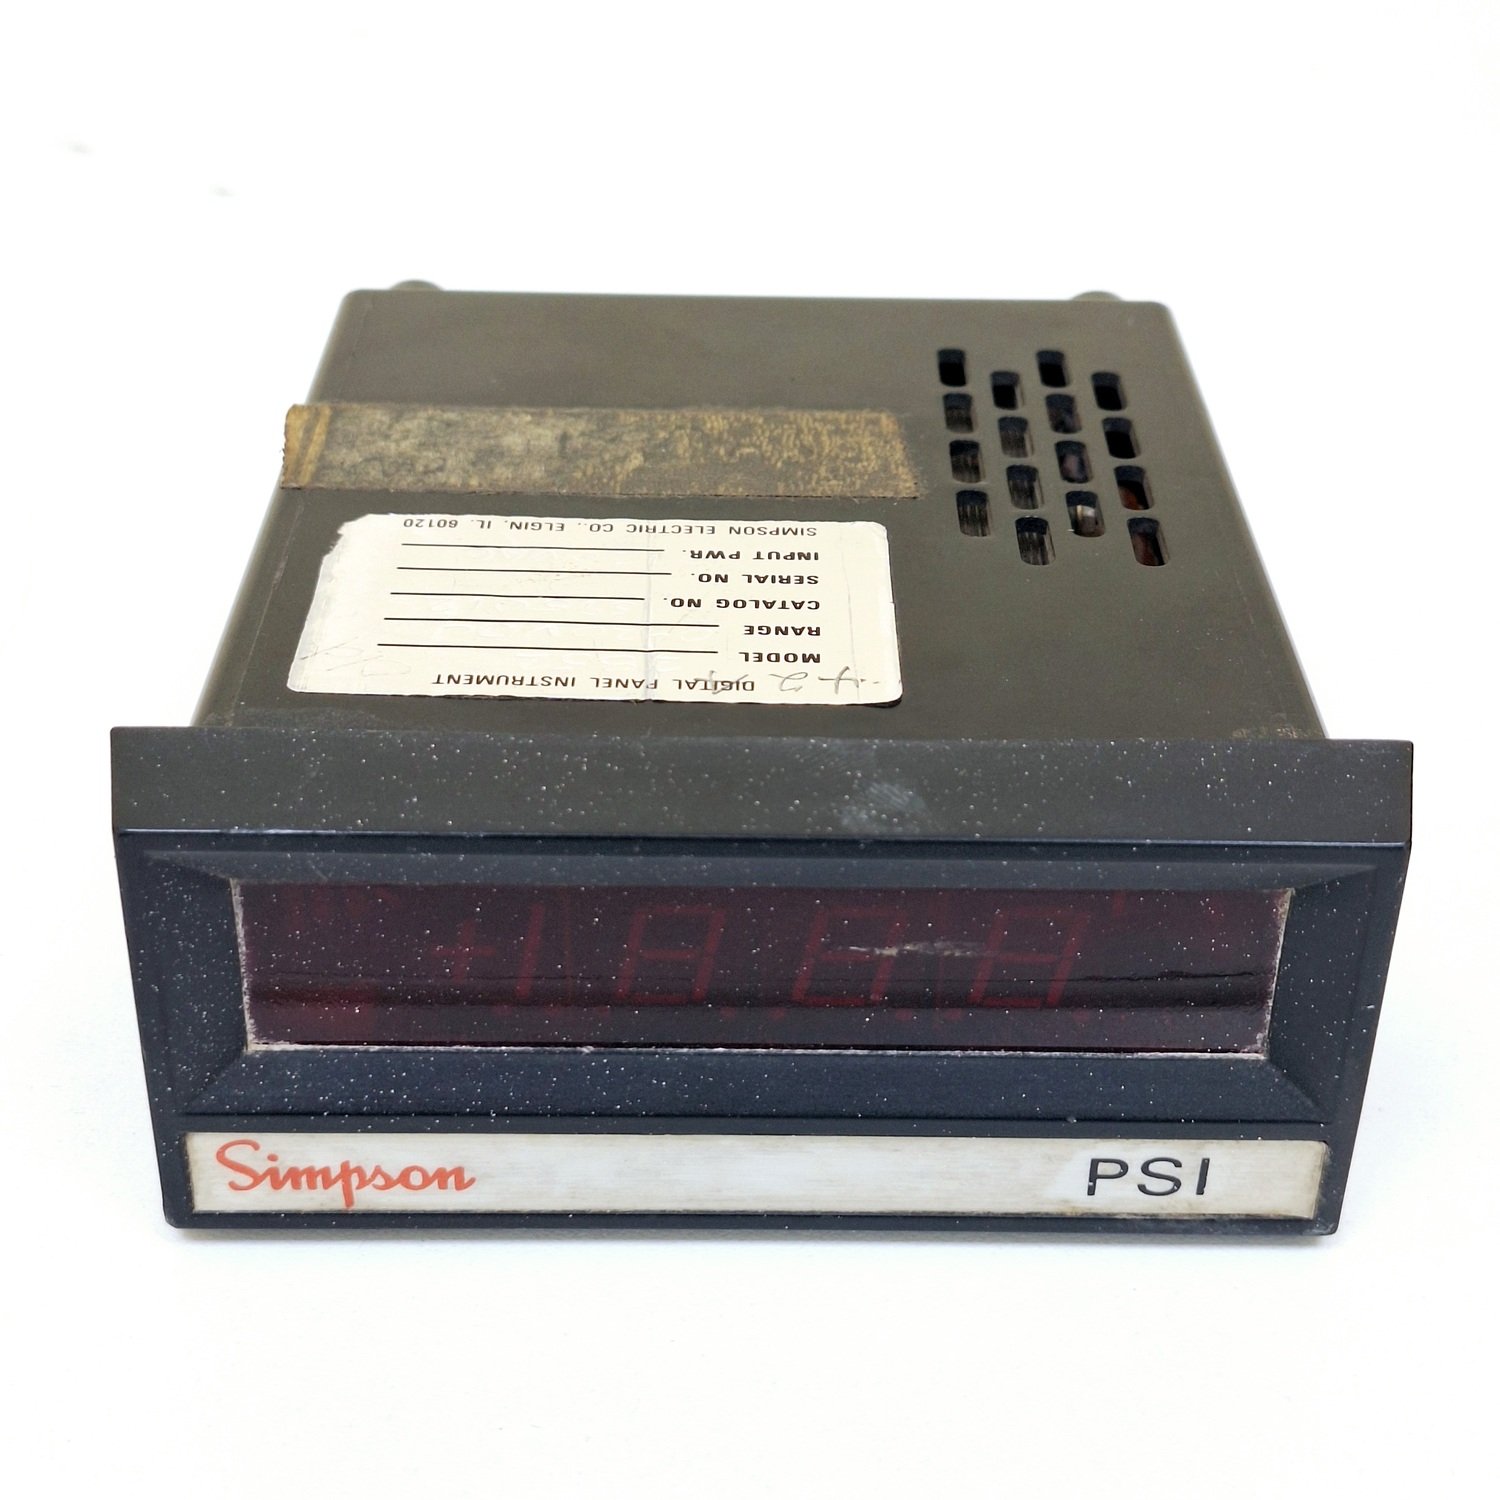 DIGITAL PANEL INSTRUMENT
MODEL
RANGE
CATALOG NO.
SERIAL NO.
INPUT PWR.
SIMPSON ELECTRIC CO., ELGIN, IL. 60120
+1888
Simpson PSI